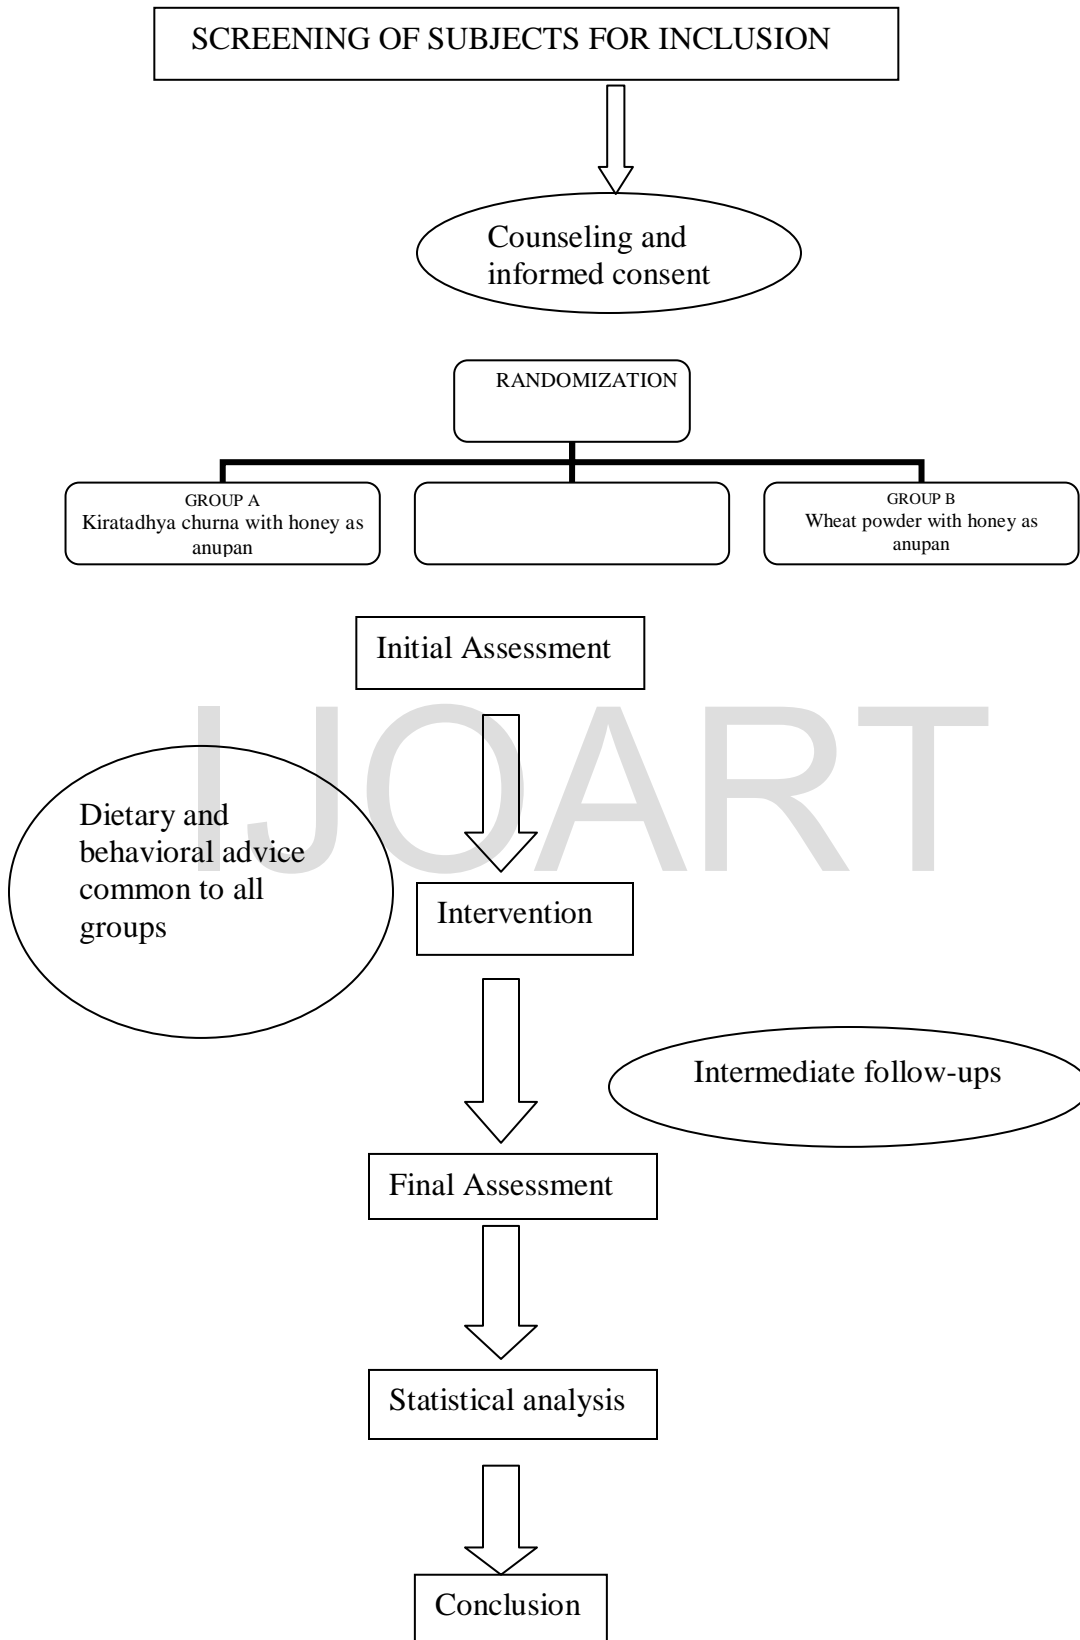 SCREENING OF SUBJECTS FOR INCLUSION
Counseling and
informed consent
RANDOMIZATION
GROUP A
Kiratadhya churna with honey as
anupan
GROUP B
Wheat powder with honey as
anupan
Initial Assessment
IJOART
Dietary and
behavioral advice
common to all
groups
Intervention
Intermediate follow-ups
Final Assessment
Statistical analysis
Conclusion